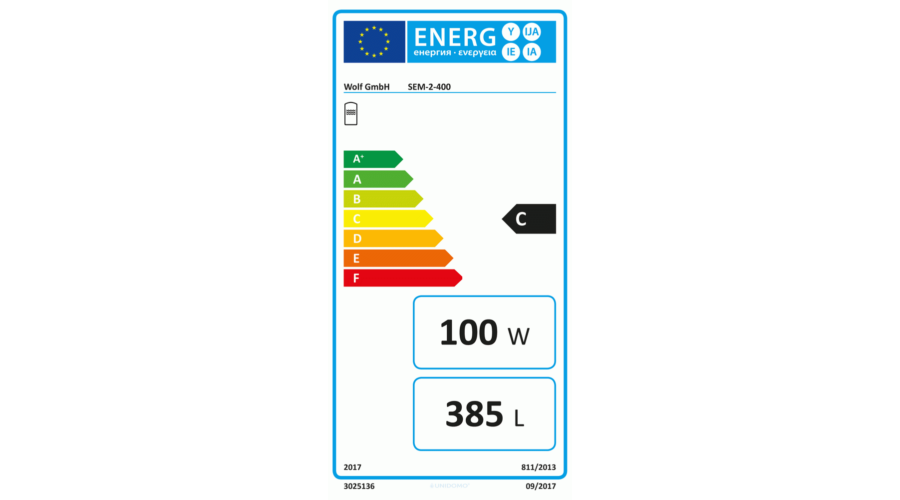 ENERG Y IJA
енергия · ενεργεια IE IA
Wolf GmbH SEM-2-400
A+
A
B
C
C
D
E
F
100 W
385 L
2017 811/2013
3025136 09/2017